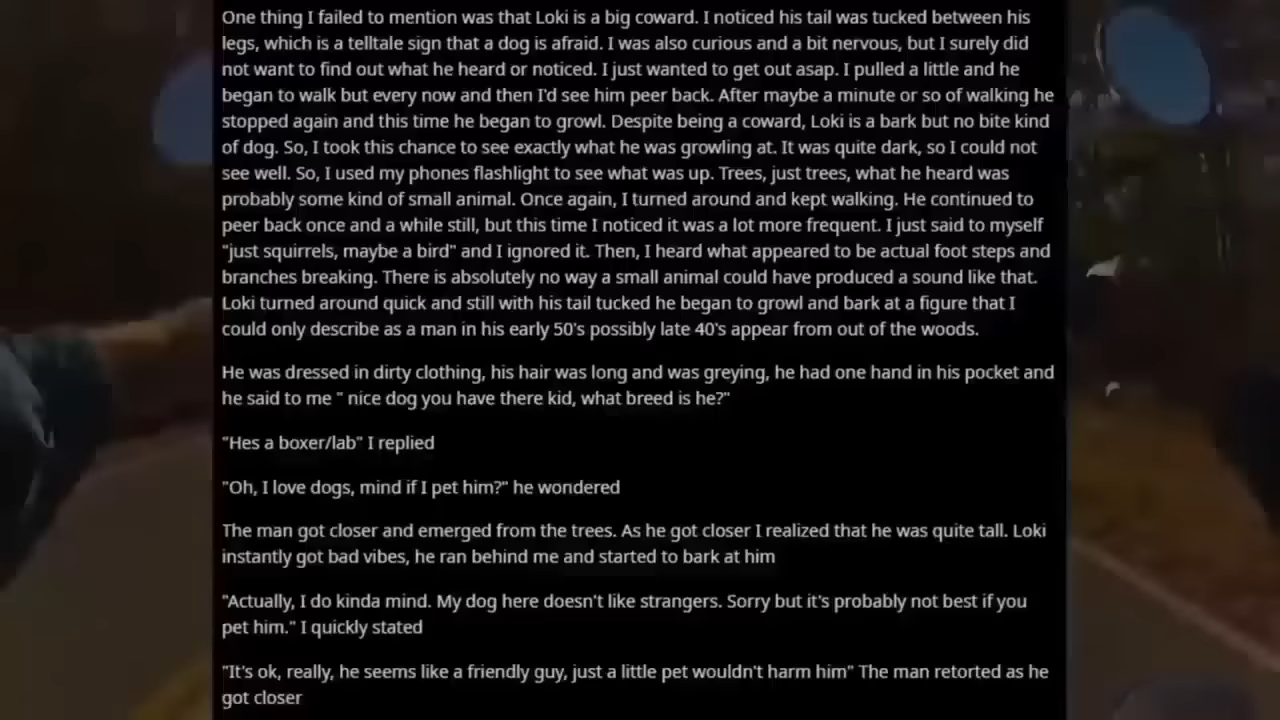 One thing I failed to mention was that Loki is a big coward. I noticed his tail was tucked between his
legs, which is a telltale sign that a dog is afraid. I was also curious and a bit nervous, but I surely did
not want to find out what he heard or noticed. I just wanted to get out asap. I pulled a little and he
began to walk but every now and then I'd see him peer back. After maybe a minute or so of walking he
stopped again and this time he began to growl. Despite being a coward, Loki is a bark but no bite kind
of dog. So, I took this chance to see exactly what he was growling at. It was quite dark, so I could not
see well. So, I used my phones flashlight to see what was up. Trees, just trees, what he heard was
probably some kind of small animal. Once again, I turned around and kept walking. He continued to
peer back once and a while still, but this time I noticed it was a lot more frequent. I just said to myself
"just squirrels, maybe a bird" and I ignored it. Then, I heard what appeared to be actual foot steps and
branches breaking. There is absolutely no way a small animal could have produced a sound like that.
Loki turned around quick and still with his tail tucked he began to growl and bark at a figure that I
could only describe as a man in his early 50's possibly late 40's appear from out of the woods.
He was dressed in dirty clothing, his hair was long and was greying, he had one hand in his pocket and
he said to me " nice dog you have there kid, what breed is he?"
"Hes a boxer/lab" I replied
"Oh, I love dogs, mind if I pet him?" he wondered
The man got closer and emerged from the trees. As he got closer I realized that he was quite tall. Loki
instantly got bad vibes, he ran behind me and started to bark at him
"Actually, I do kinda mind. My dog here doesn't like strangers. Sorry but it's probably not best if you
pet him." I quickly stated
"It's ok, really, he seems like a friendly guy, just a little pet wouldn't harm him" The man retorted as he
got closer